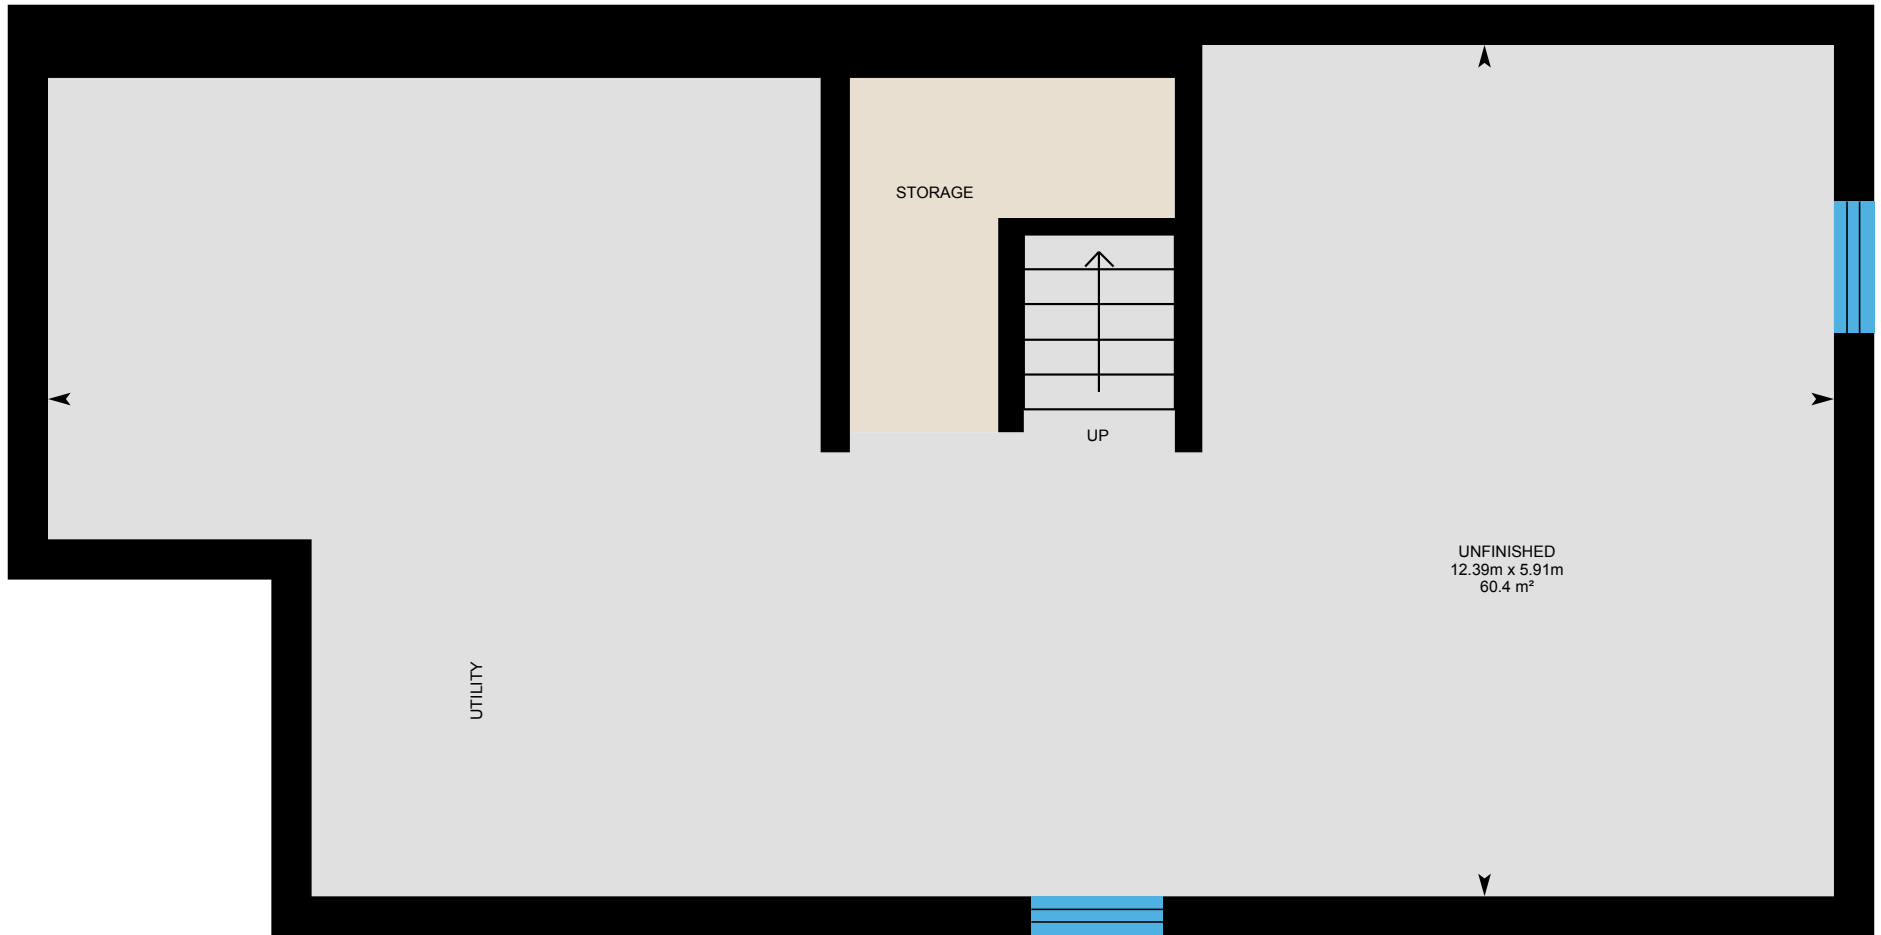 STORAGE
UP
UNFINISHED
12.39m x 5.91m
60.4 m²
UTILITY